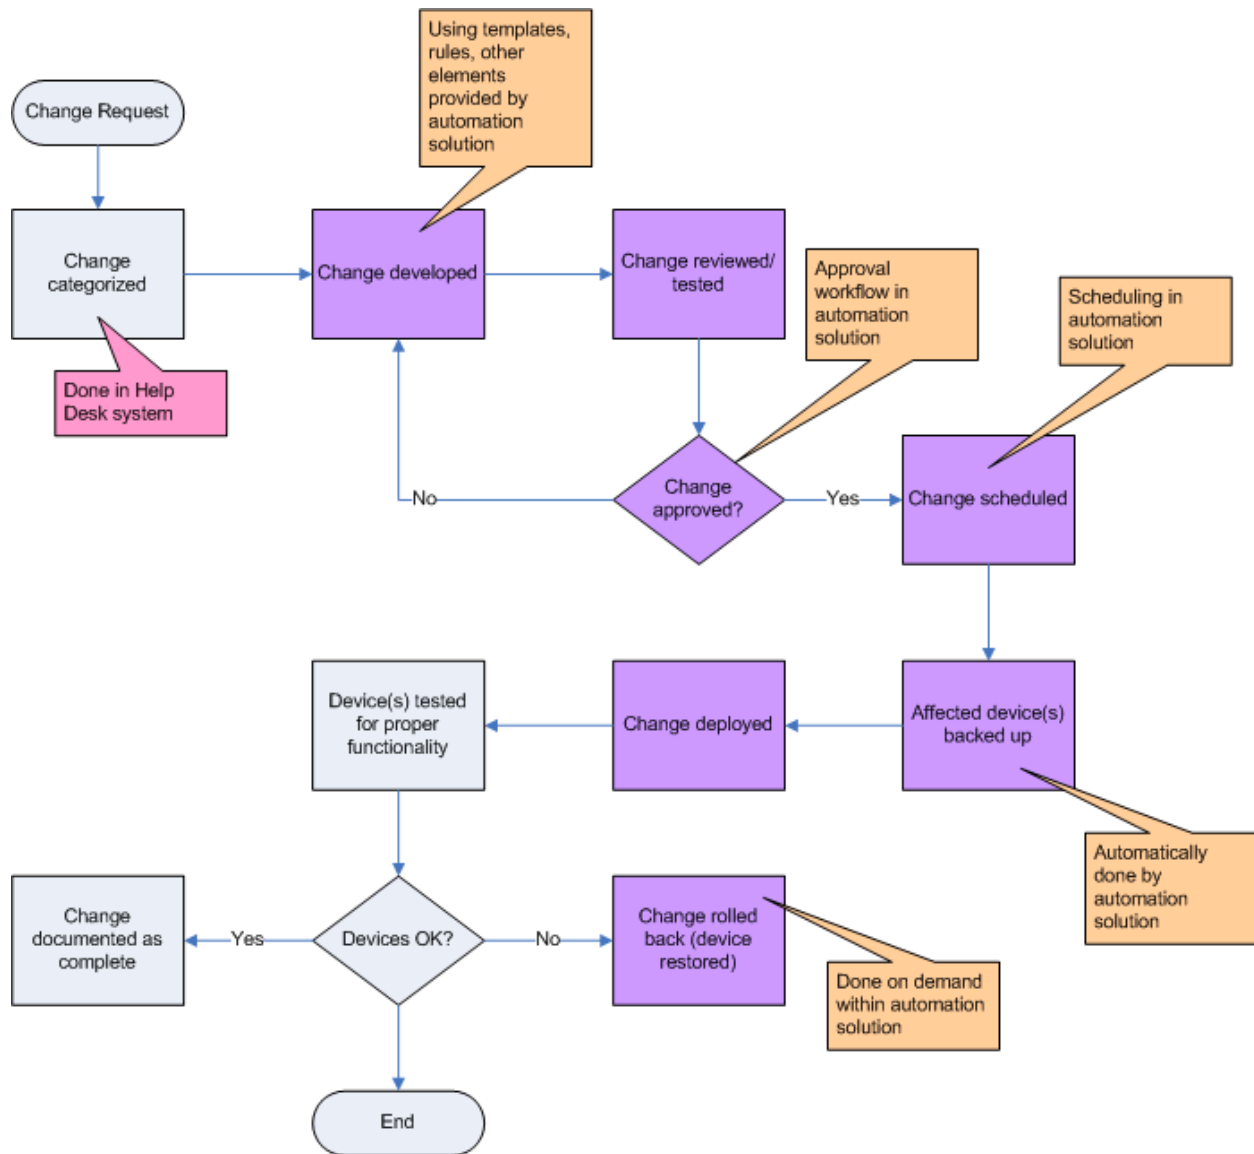 Using templates,
rules, other
elements
provided by
automation
solution
Change Request
Change
categorized
Change developed
Change reviewed/
tested
Approval
workflow in
automation
solution
Scheduling in
automation
solution
Done in Help
Desk system
No
Change
approved?
Yes
Change scheduled
Device(s) tested
for proper
functionality
Change deployed
Affected device(s)
backed up
Automatically
done by
automation
solution
Change
documented as
complete
Yes
Devices OK?
No
Change rolled
back (device
restored)
Done on demand
within automation
solution
End